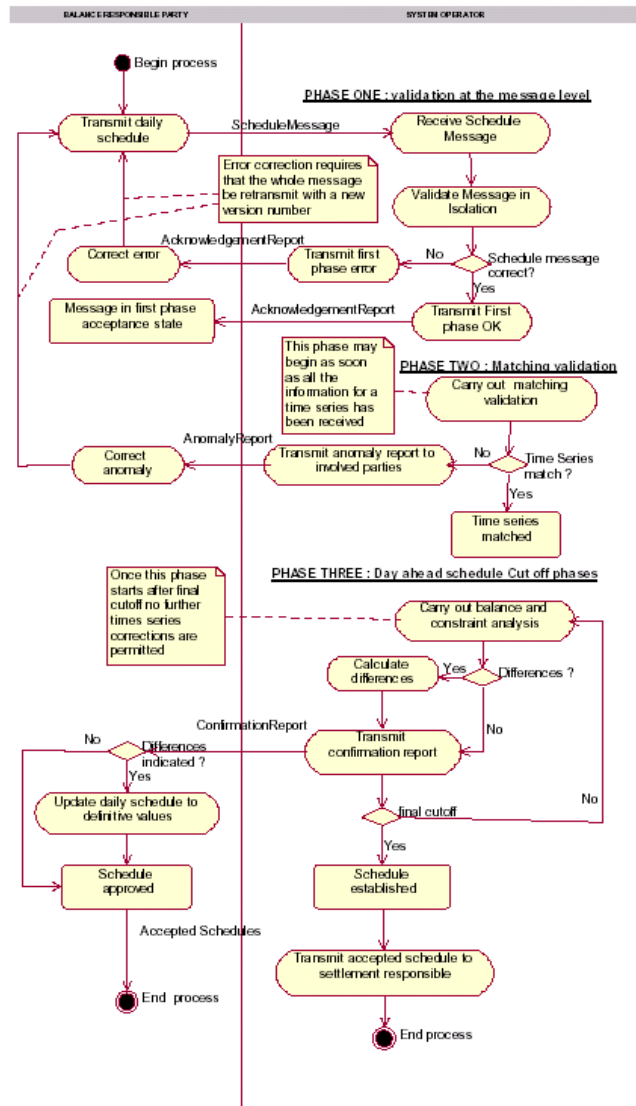 BALANCE RESPONSIBLE PARTY
SYSTEM OPERATOR
Begin process
PHASE ONE : validation at the message level
Transmit daily
schedule
ScheduleMessage
Receive Schedule
Message
Error correction requires
that the whole message
be retransmit with a new
version number
Validate Message in
Isolation
AcknowledgementReport
Correct error
Transmit first
phase error
No
Schedule message
correct?
Yes
Message in first phase
acceptance state
AcknowledgementReport
Transmit First
phase OK
This phase may
begin as soon
as all the
information for a
time series has
been received
PHASE TWO : Matching validation
Carry out matching
validation
AnomalyReport
Correct
anomaly
Transmit anomaly report to
involved parties
No
Time Series
match ?
Yes
Time series
matched
PHASE THREE : Day ahead schedule Cut off phases
Once this phase
starts after final
cutoff no further
times series
corrections are
permitted
Carry out balance and
constraint analysis
Calculate
differences
Yes
Differences ?
No
ConfirmationReport
Transmit
confirmation report
No
Differences
indicated ?
Yes
Update daily schedule to
definitive values
final cutoff
No
Yes
Schedule
approved
Schedule
established
Accepted Schedules
Transmit accepted schedule to
settlement responsible
End process
End process